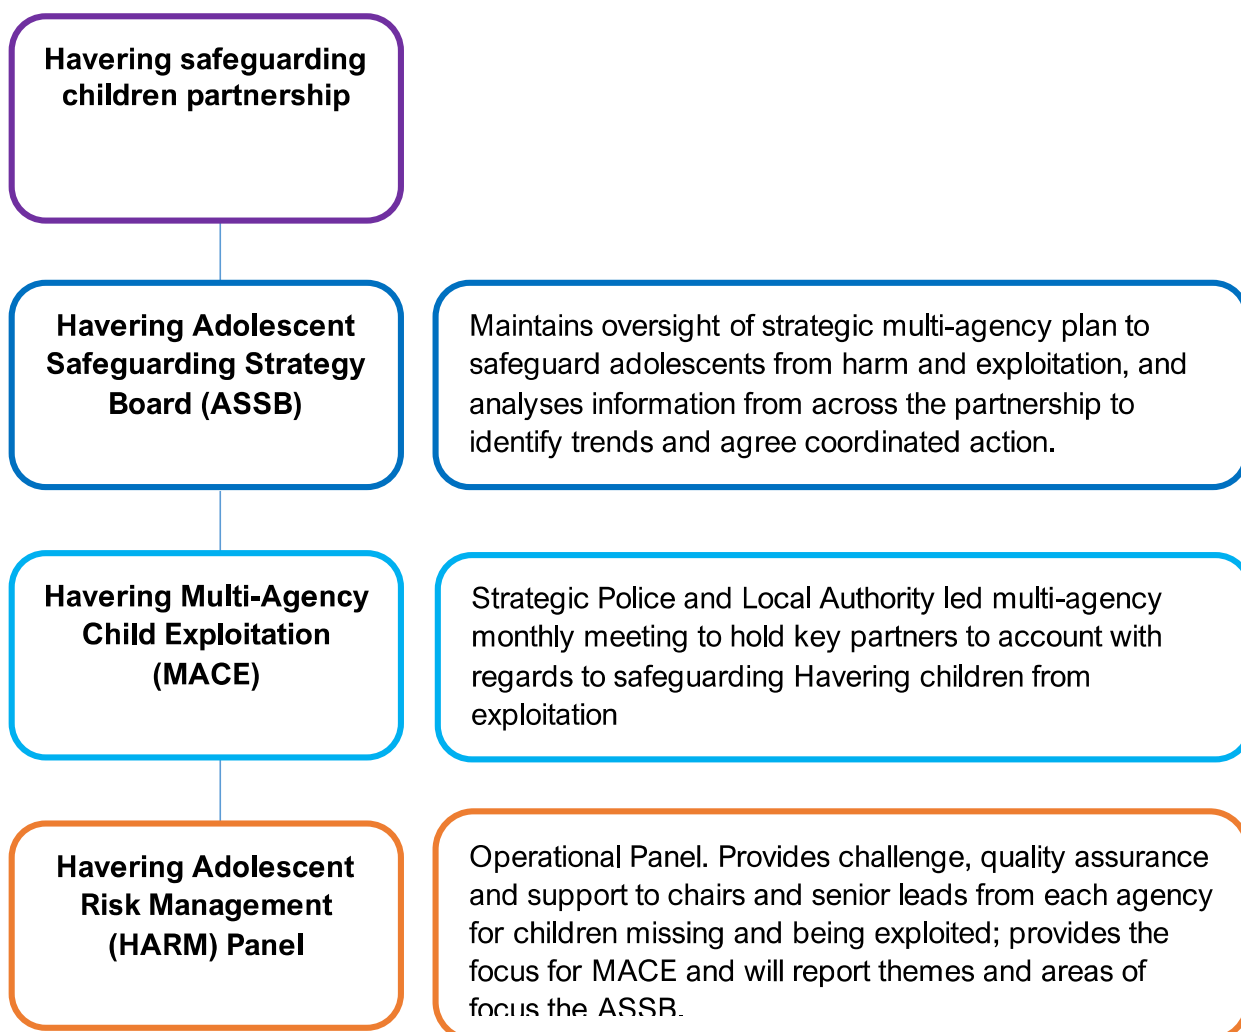 Havering safeguarding
children partnership
Havering Adolescent
Safeguarding Strategy
Board (ASSB)
Maintains oversight of strategic multi-agency plan to
safeguard adolescents from harm and exploitation, and
analyses information from across the partnership to
identify trends and agree coordinated action.
Havering Multi-Agency
Child Exploitation
(MACE)
Strategic Police and Local Authority led multi-agency
monthly meeting to hold key partners to account with
regards to safeguarding Havering children from
exploitation
Havering Adolescent
Risk Management
(HARM) Panel
Operational Panel. Provides challenge, quality assurance
and support to chairs and senior leads from each agency
for children missing and being exploited; provides the
focus for MACE and will report themes and areas of
focus the ASSB.